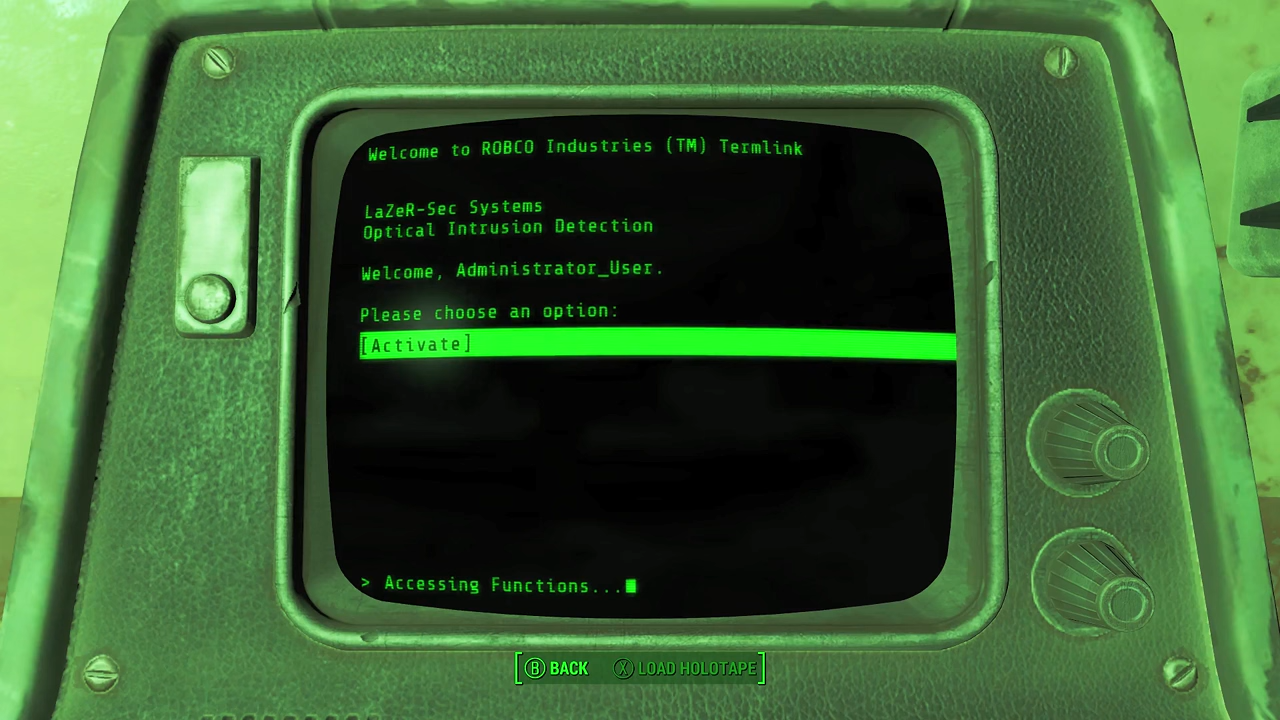 Welcome to ROBCO Industries (TM) Termlink
LaZeR-Sec Systems
Optical Intrusion Detection
Welcome, Administrator_User.
Please choose an option:
[Activate]
> Accessing Functions...
B BACK X LOAD HOLOTAPE